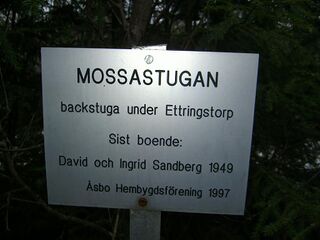 MOSSASTUGAN
backstuga under Ettringstorp
Sist boende:
David och Ingrid Sandberg 1949
Åsbo Hembygdsförening 1997